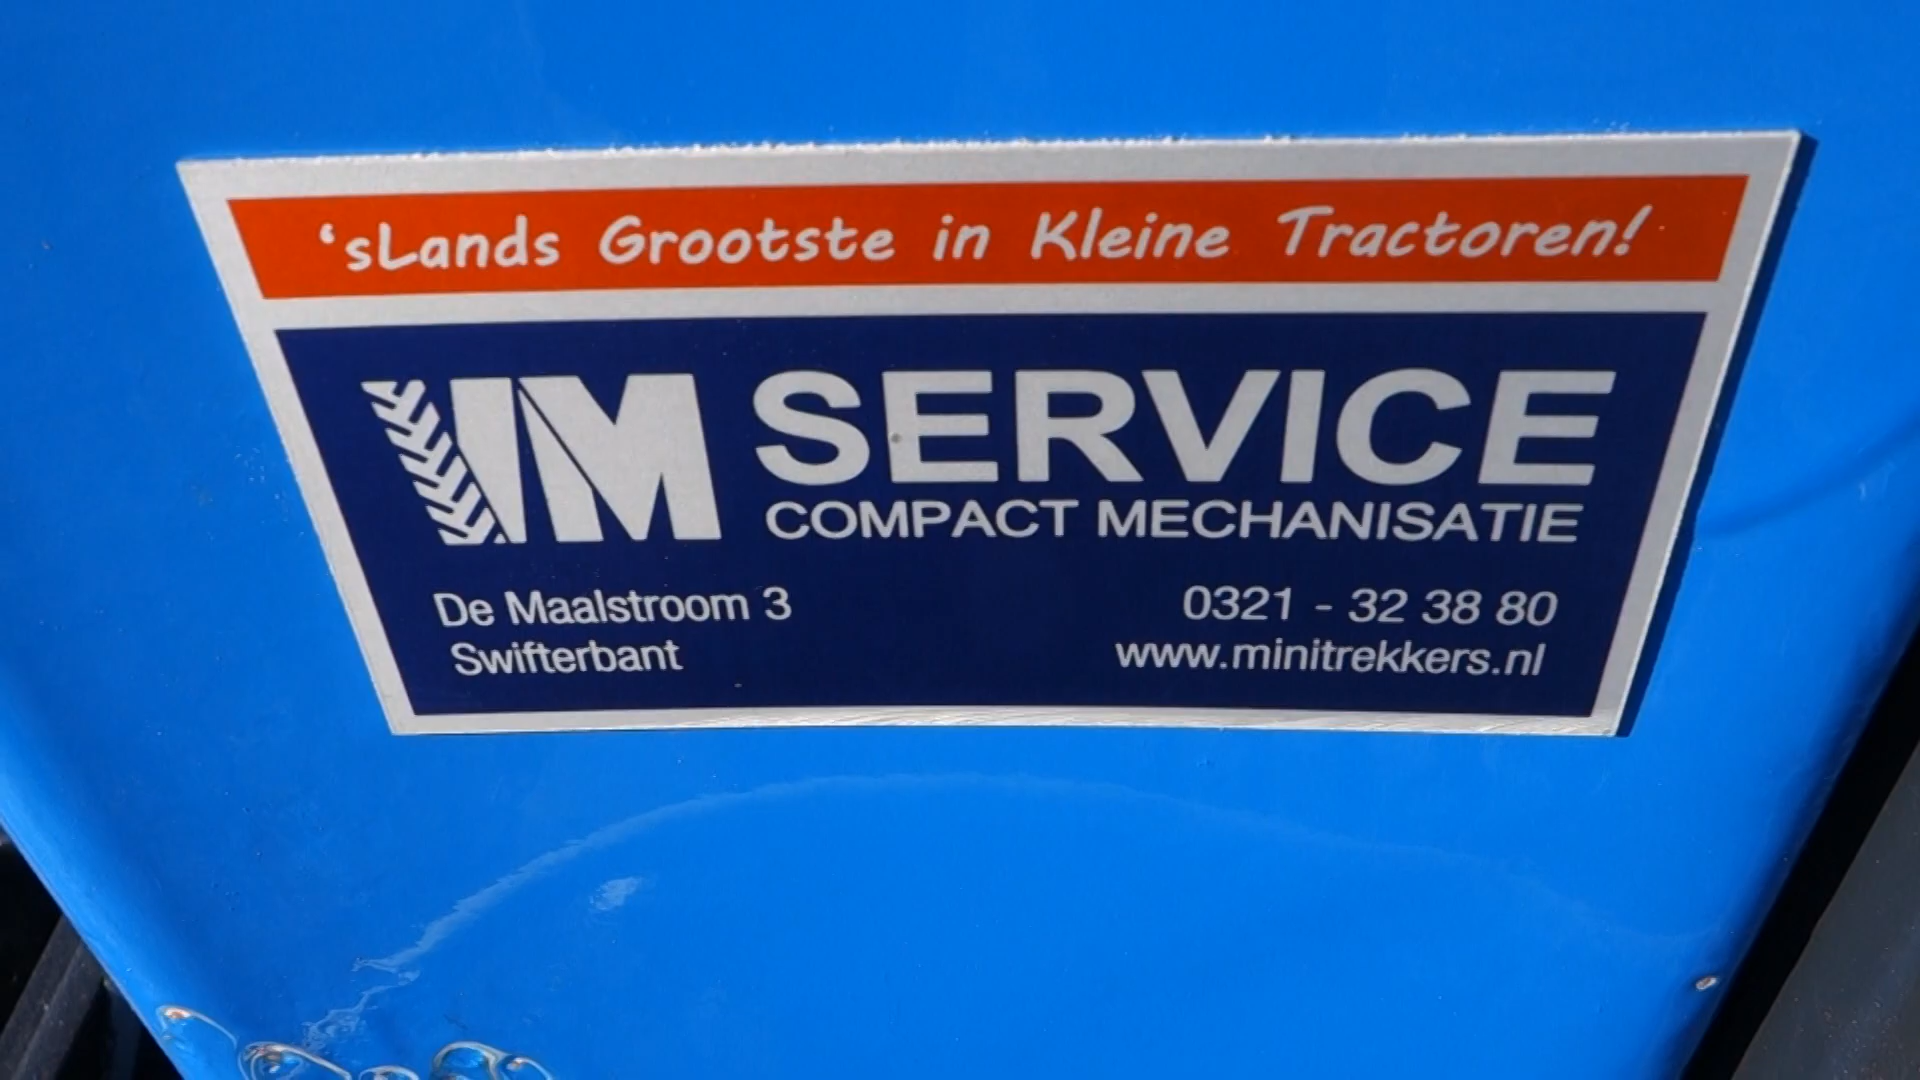 'sLands Grootste in Kleine Tractoren!
IM SERVICE
COMPACT MECHANISATIE
De Maalstroom 3
Swifterbant
0321 - 32 38 80
www.minitrekkers.nl